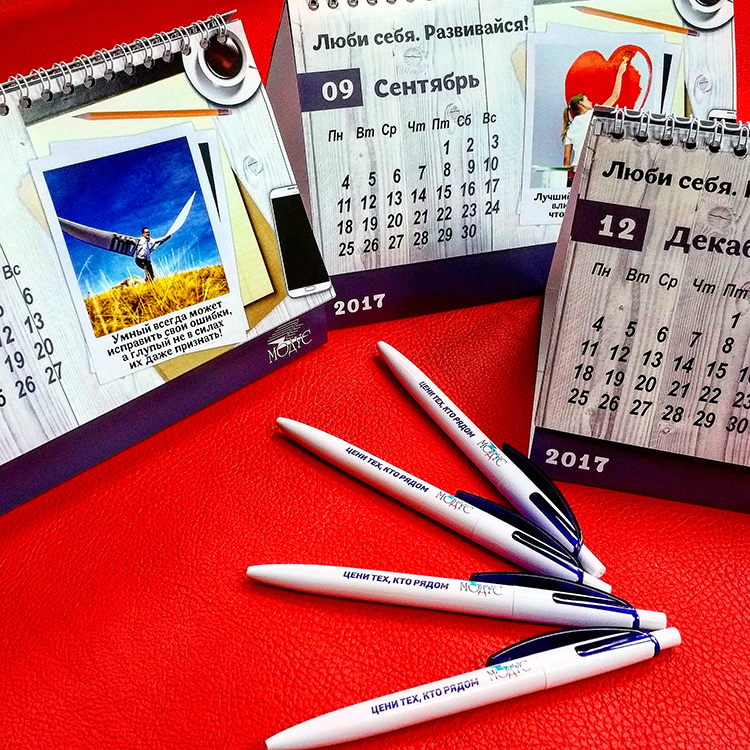 Вс
6
5
12 13
19 20
26 27
Умный всегда может
исправить свои ошибки,
а глупый не в силах
их даже признать!
МОДУС
Люби себя. Развивайся!
09 Сентябрь
Пн Вт Ср Чт Пт Сб Вс
1 2 3
4 5 6 7 8 9 10
11 12 13 14 15 16 17
18 19 20 21 22 23 24
25 26 27 28 29 30
2017
Лучши
вли
что
Люби себя.
12 Декаб
Пн Вт Ср Чт Пт
1
4 5 6 7 8
11 12 13 14 15 16
18 19 20 21 22 23
25 26 27 28 29 30
2017
ЦЕНИ ТЕХ, КТО РЯДОМ МОДУС
ЦЕНИ ТЕХ, КТО РЯДОМ МОДУС
ЦЕНИ ТЕХ, КТО РЯДОМ МОДУС
ЦЕНИ ТЕХ, КТО РЯДОМ МОДУС